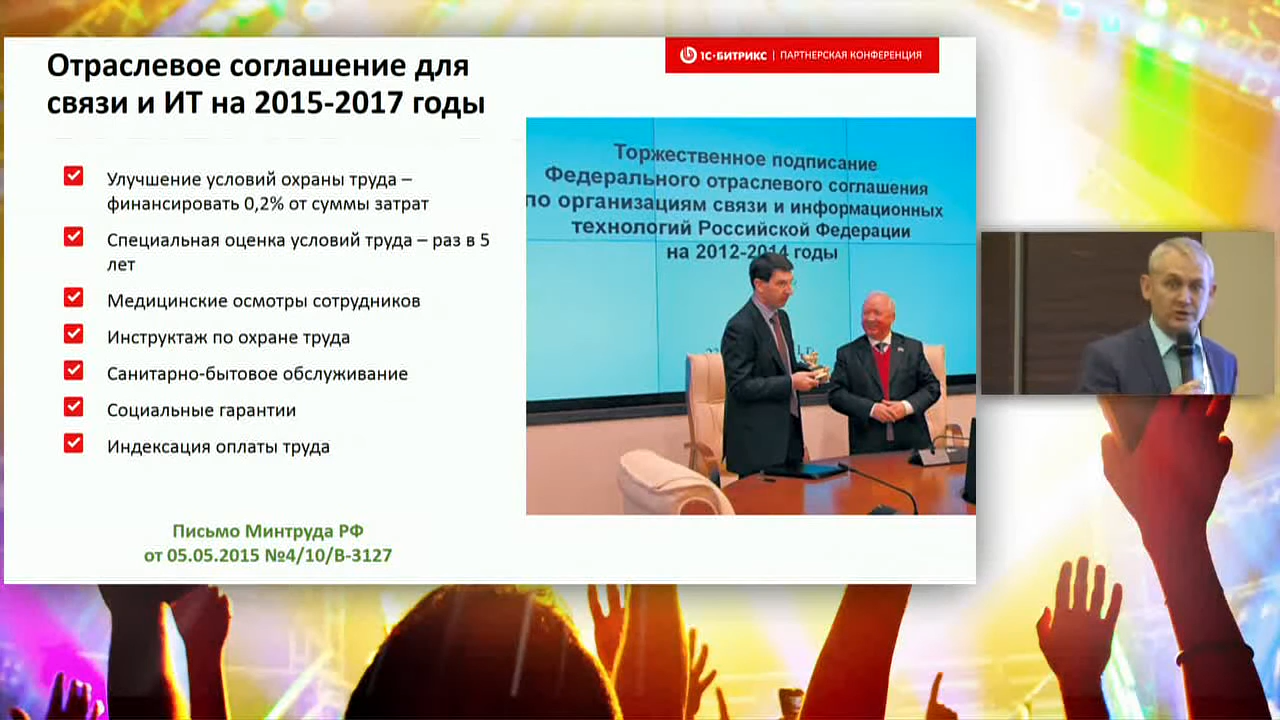 Отраслевое соглашение для
связи и ИТ на 2015-2017 годы
1С-БИТРИКС | ПАРТНЕРСКАЯ КОНФЕРЕНЦИЯ
Улучшение условий охраны труда –
финансировать 0,2% от суммы затрат
Специальная оценка условий труда – раз в 5
лет
Медицинские осмотры сотрудников
Инструктаж по охране труда
Санитарно-бытовое обслуживание
Социальные гарантии
Индексация оплаты труда
Письмо Минтруда РФ
от 05.05.2015 №4/10/В-3127
Торжественное подписание
Федерального отраслевого соглашения
по организациям связи и информационных
технологий Российской Федерации
на 2012-2014 годы